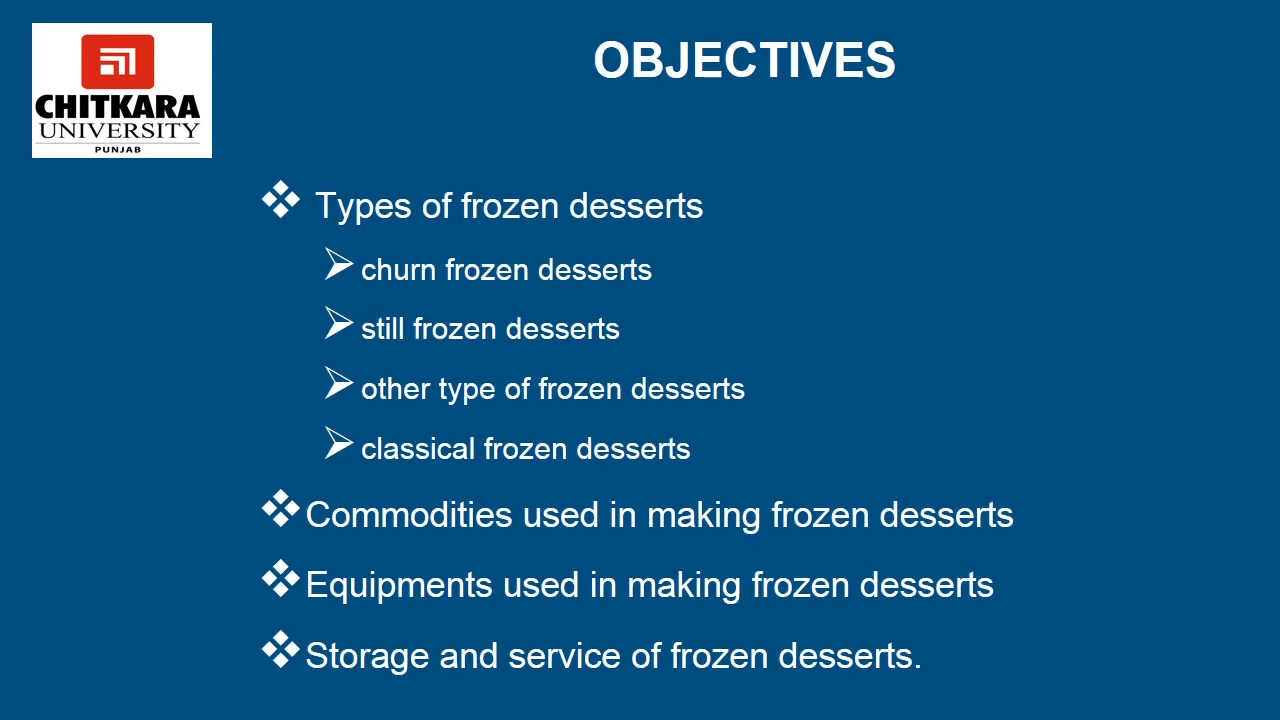 CHITKARA
UNIVERSITY
PUNJAB
OBJECTIVES
Types of frozen desserts
churn frozen desserts
still frozen desserts
other type of frozen desserts
classical frozen desserts
Commodities used in making frozen desserts
Equipments used in making frozen desserts
Storage and service of frozen desserts.